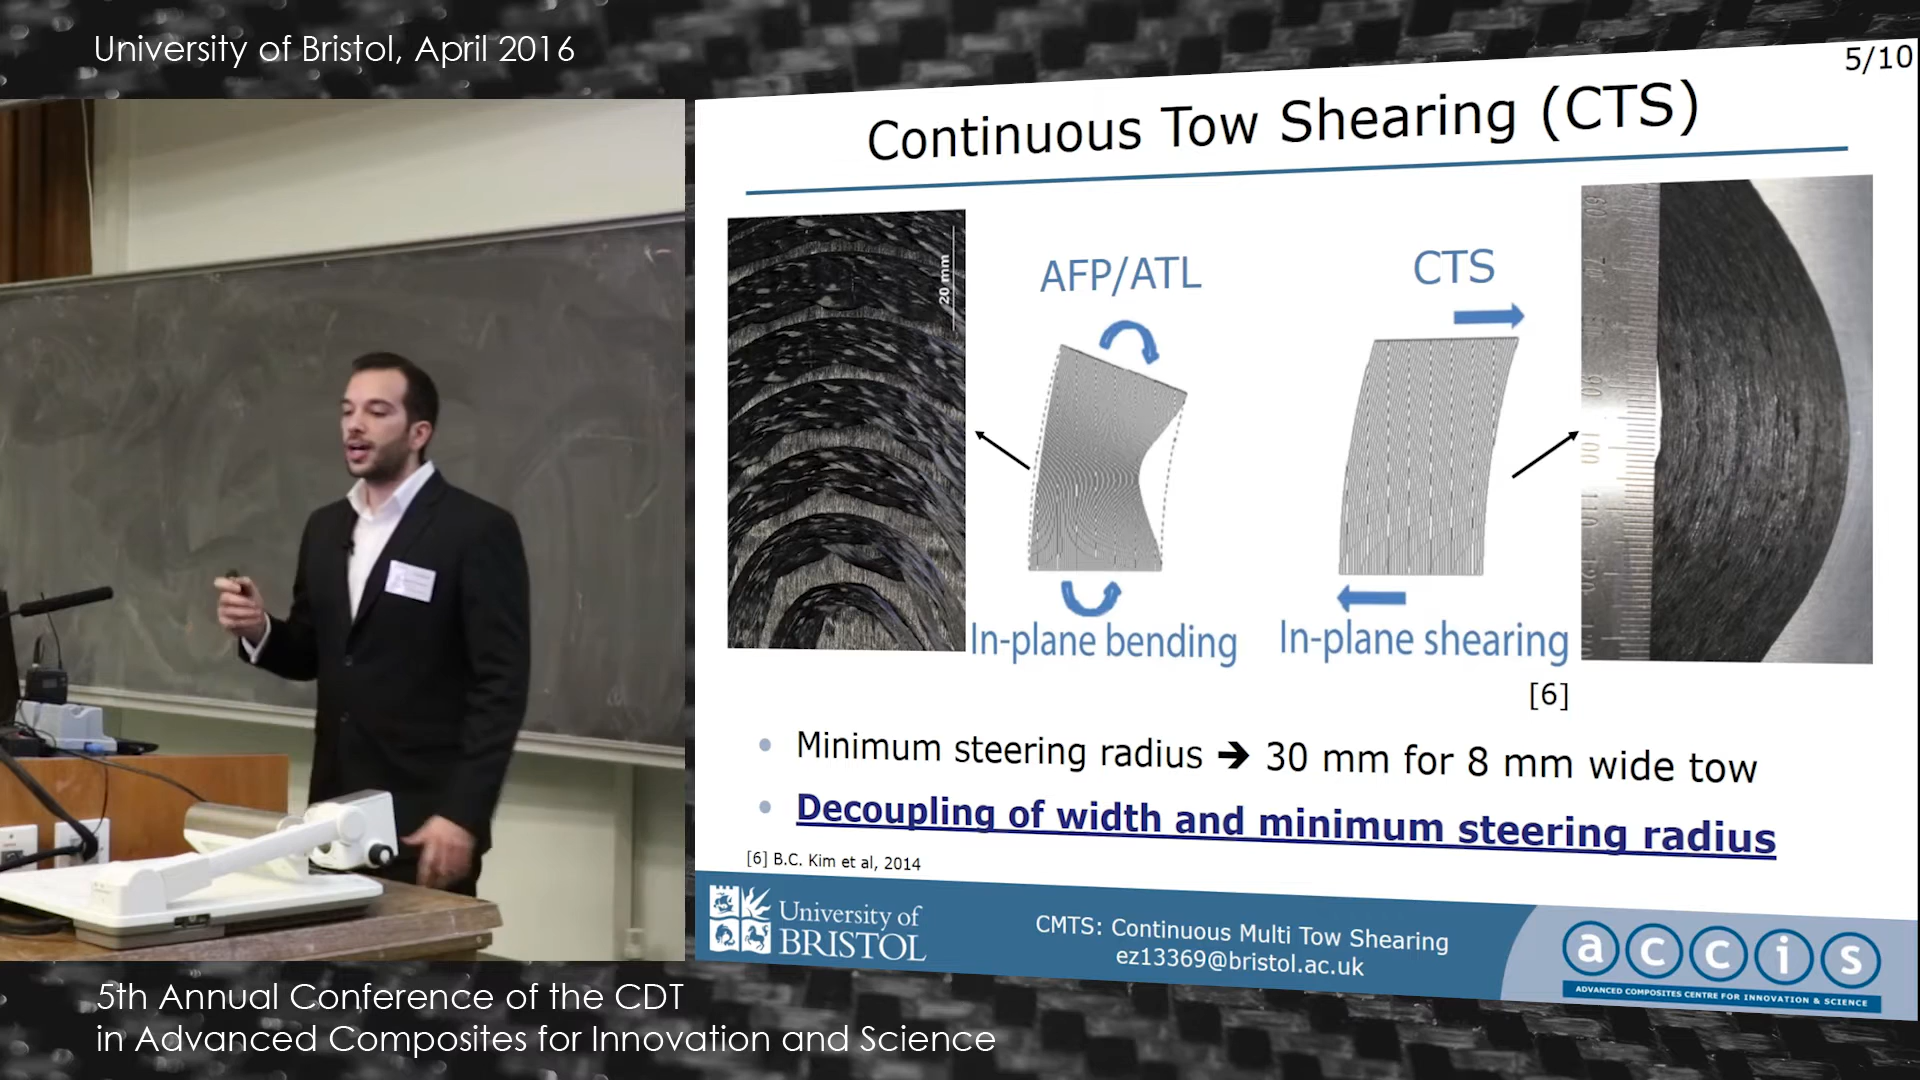 University of Bristol, April 2016
5/10
Continuous Tow Shearing (CTS)
20 mm
AFP/ATL
CTS
In-plane bending
In-plane shearing
[6]
• Minimum steering radius ➔ 30 mm for 8 mm wide tow
• Decoupling of width and minimum steering radius
[6] B.C. Kim et al, 2014
University of
BRISTOL
CMTS: Continuous Multi Tow Shearing
ez13369@bristol.ac.uk
accis
ADVANCED COMPOSITES CENTRE FOR INNOVATION & SCIENCE
5th Annual Conference of the CDT
in Advanced Composites for Innovation and Science